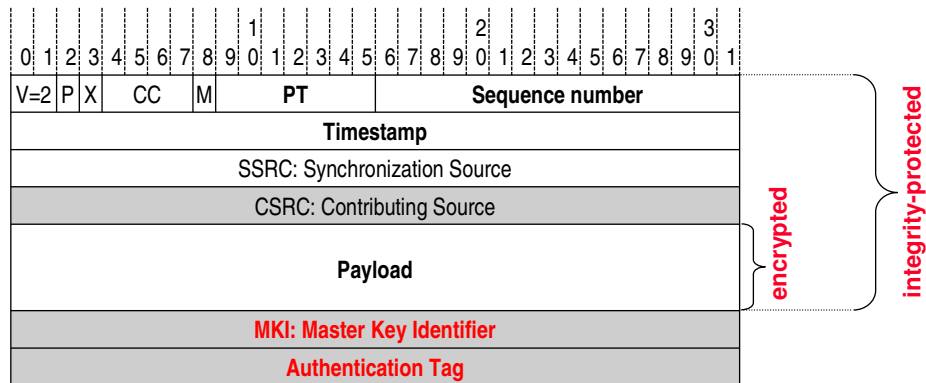 1 2 3
0 1 2 3 4 5 6 7 8 9 0 1 2 3 4 5 6 7 8 9 0 1 2 3 4 5 6 7 8 9 0 1
V=2 P X CC M PT Sequence number
Timestamp
SSRC: Synchronization Source
CSRC: Contributing Source
Payload
MKI: Master Key Identifier
Authentication Tag
encrypted
integrity-protected